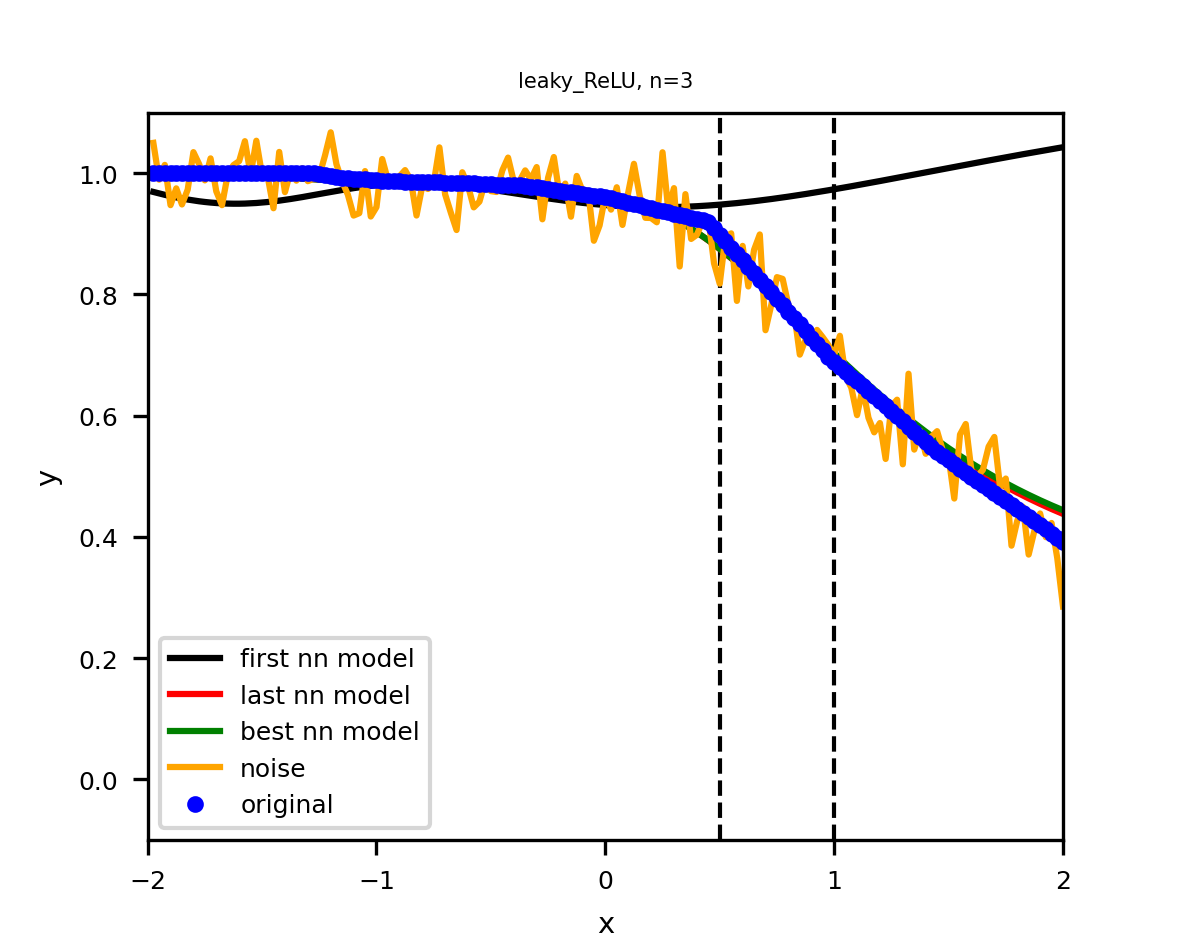 leaky_ReLU, n=3
1.0
0.8
0.6
0.4
0.2
0.0
y
first nn model
last nn model
best nn model
noise
original
−2
−1
0
1
2
x